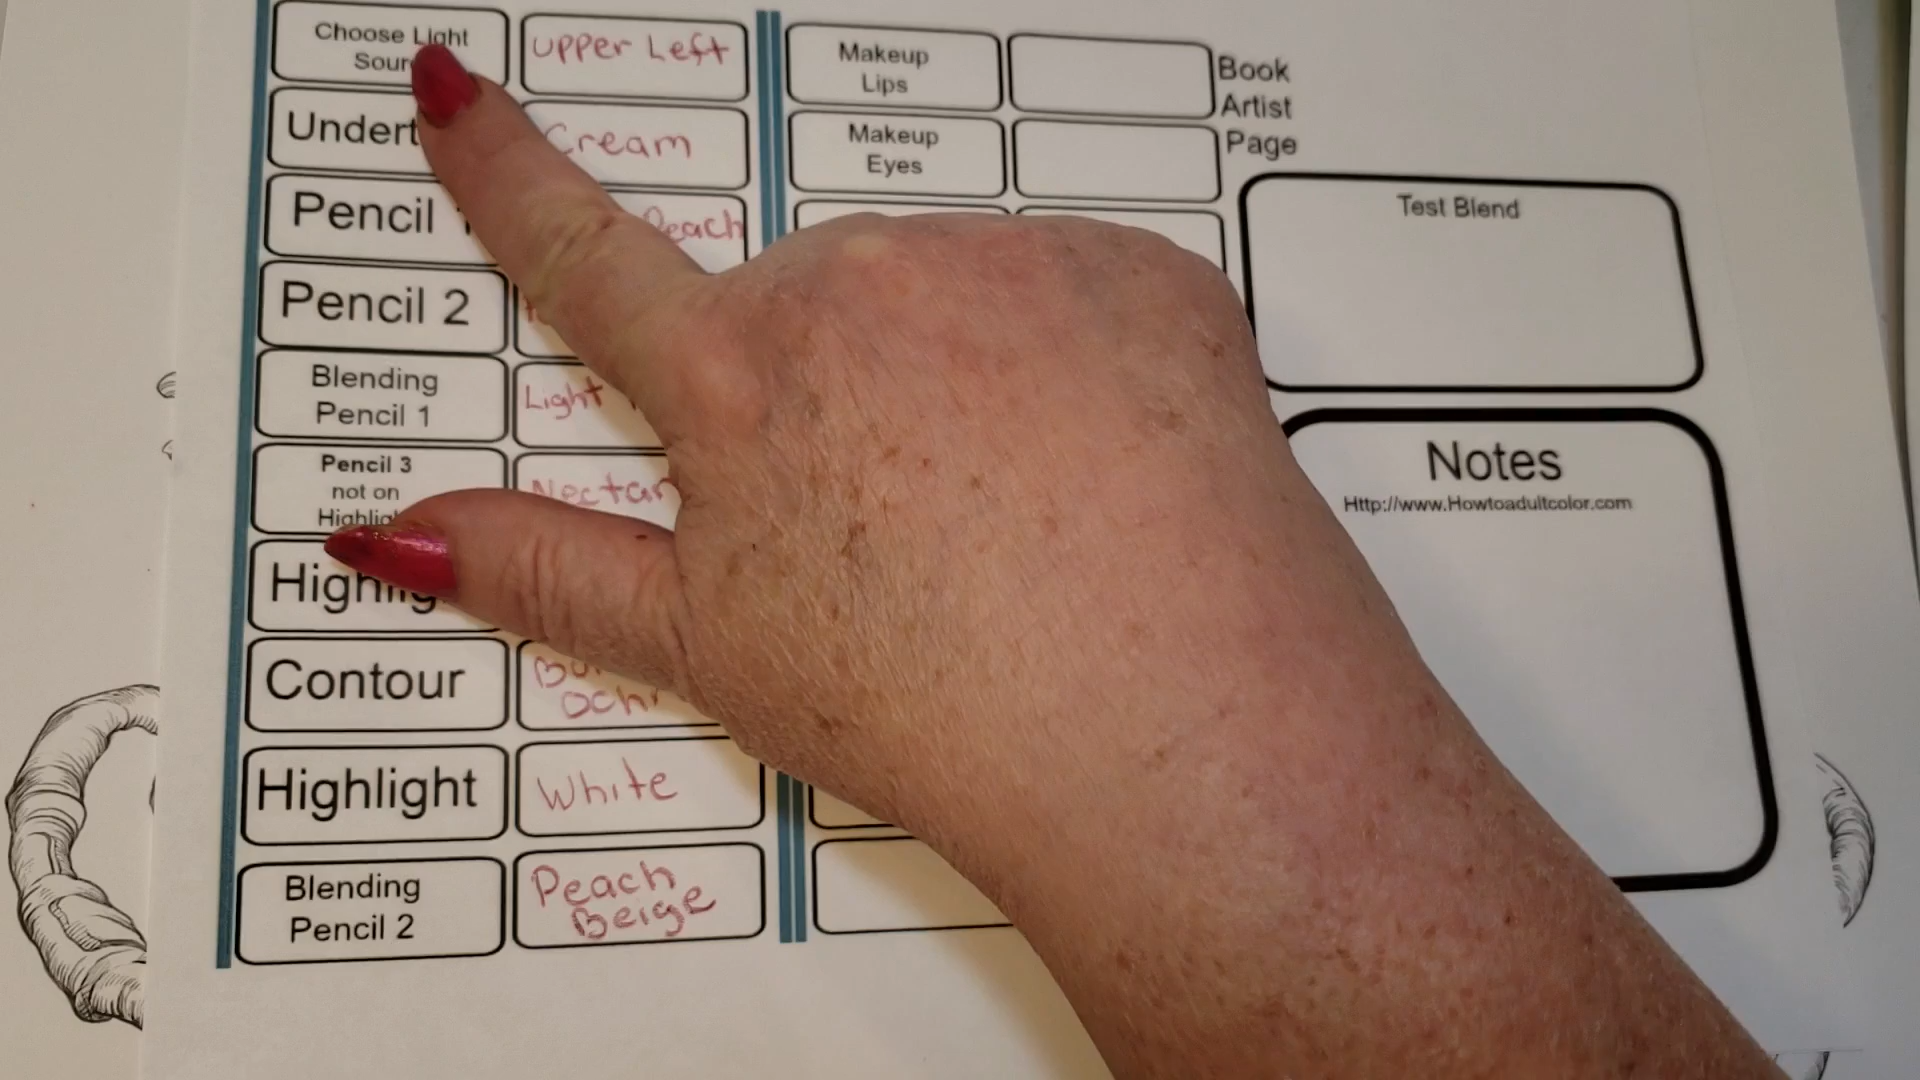 Choose Light
Upper Left
Cream
Pencil
Peach
Pencil 2
Blending
Pencil 1
Light
Pencil 3
not on
Contour
Highlight
White
Blending
Pencil 2
Peach
Beige
Makeup
Lips
Makeup
Eyes
Book
Artist
Page
Test Blend
Notes
Http://www.Howtoadultcolor.com